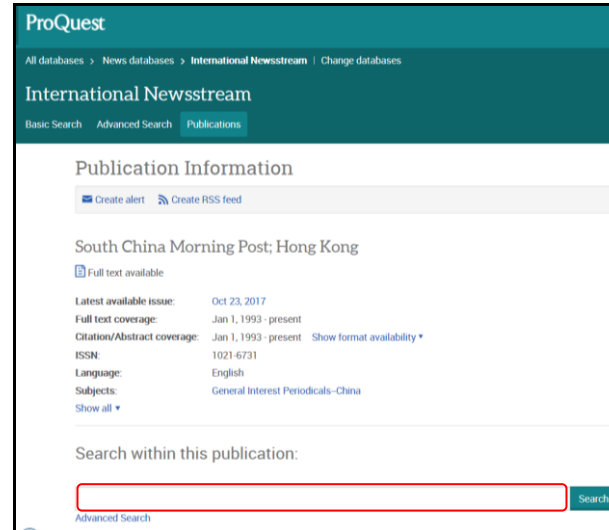 ProQuest
All databases > News databases > International Newsstream | Change databases
International Newsstream
Basic Search Advanced Search Publications
Publication Information
Create alert Create RSS feed
South China Morning Post; Hong Kong
Full text available
Latest available issue: Oct 23, 2017
Full text coverage: Jan 1, 1993 - present
Citation/Abstract coverage: Jan 1, 1993 - present Show format availability ▾
ISSN: 1021-6731
Language: English
Subjects: General Interest Periodicals--China
Show all ▾
Search within this publication:
Search
Advanced Search